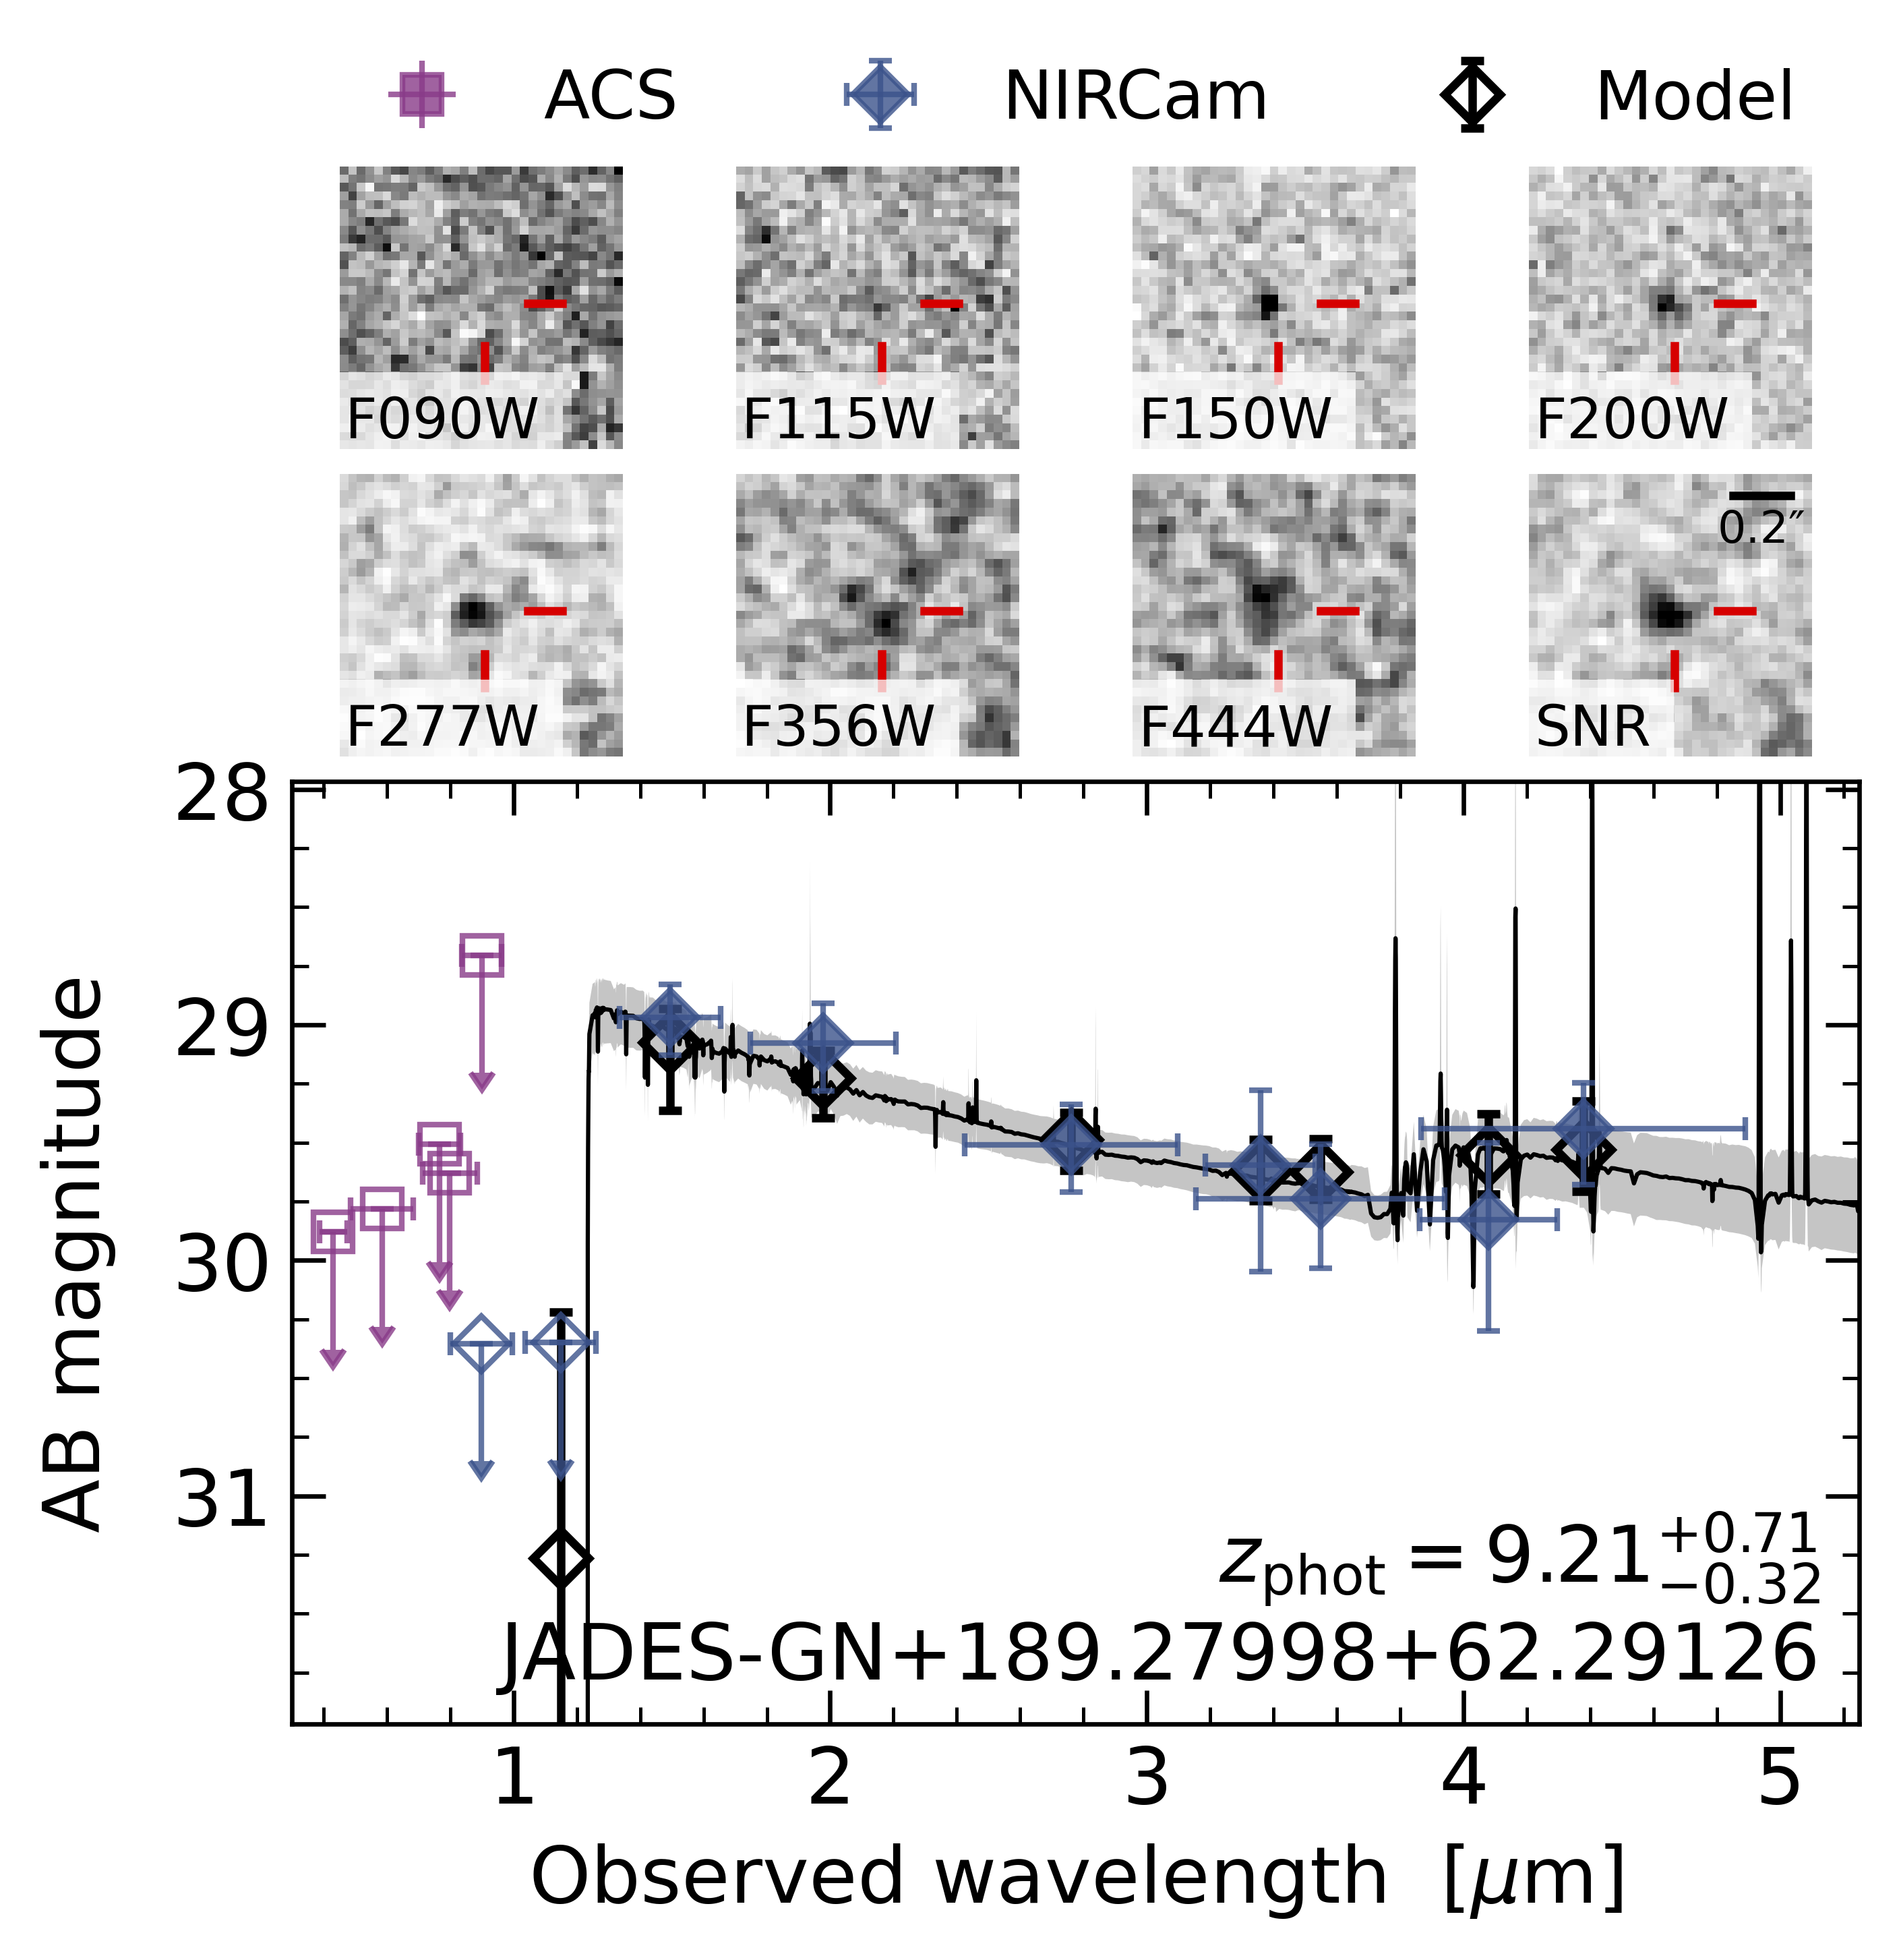 ACS NIRCam Model
F090W F115W F150W F200W
0.2″
F277W F356W F444W SNR
28
29
30
31
AB magnitude
z_phot = 9.21^{+0.71}_{−0.32}
JADES-GN+189.27998+62.29126
1 2 3 4 5
Observed wavelength [μm]